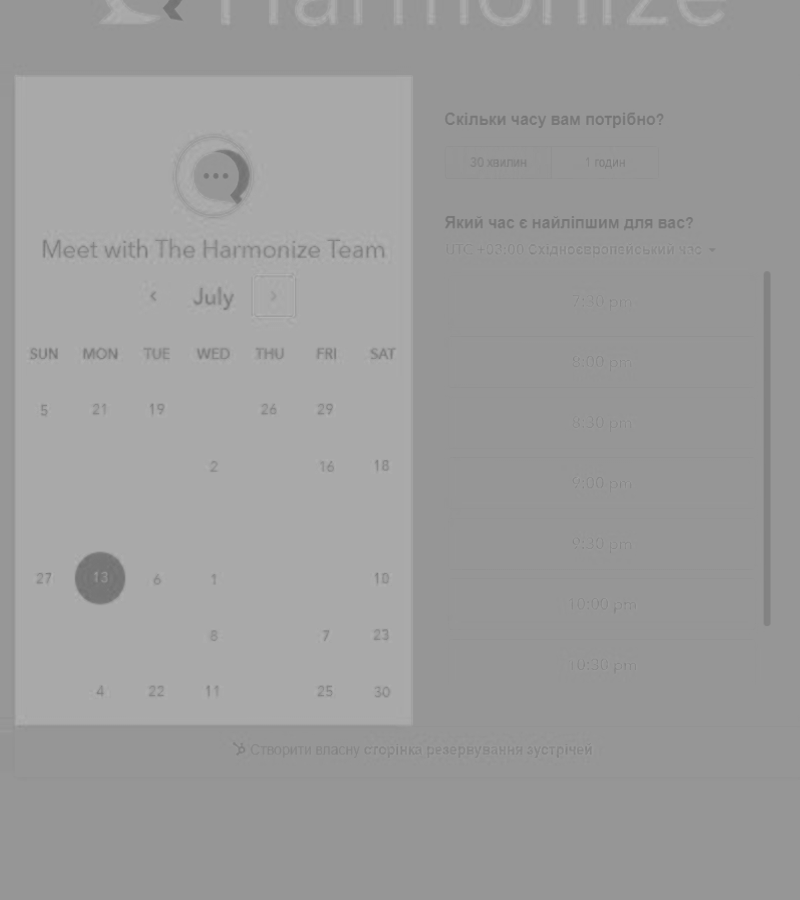 Harmonize
Meet with The Harmonize Team
July
SUN MON TUE WED THU FRI SAT
5 21 19 26 29
2 16 18
27 13 6 1 10
8 7 23
4 22 11 25 30
Скільки часу вам потрібно?
30 хвилин 1 годин
Який час є найліпшим для вас?
UTC +03:00 Східноєвропейський час
7:30 pm
8:00 pm
8:30 pm
9:00 pm
9:30 pm
10:00 pm
10:30 pm
Створити власну сторінка резервування зустрічей